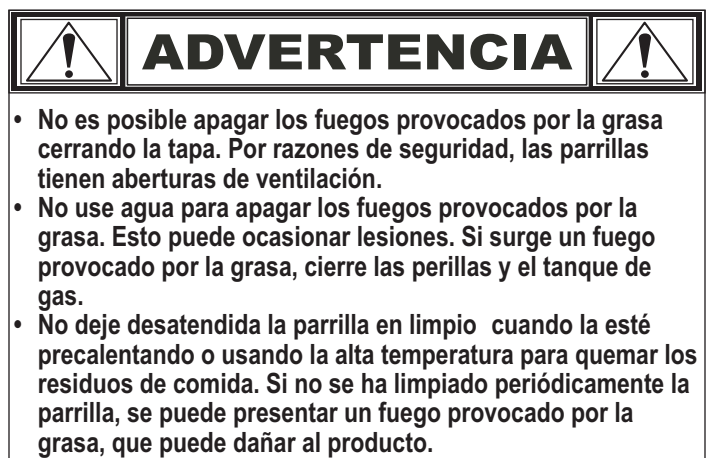 ADVERTENCIA
• No es posible apagar los fuegos provocados por la grasa
cerrando la tapa. Por razones de seguridad, las parrillas
tienen aberturas de ventilación.
• No use agua para apagar los fuegos provocados por la
grasa. Esto puede ocasionar lesiones. Si surge un fuego
provocado por la grasa, cierre las perillas y el tanque de
gas.
• No deje desatendida la parrilla en limpio cuando la esté
precalentando o usando la alta temperatura para quemar los
residuos de comida. Si no se ha limpiado periódicamente la
parrilla, se puede presentar un fuego provocado por la
grasa, que puede dañar al producto.